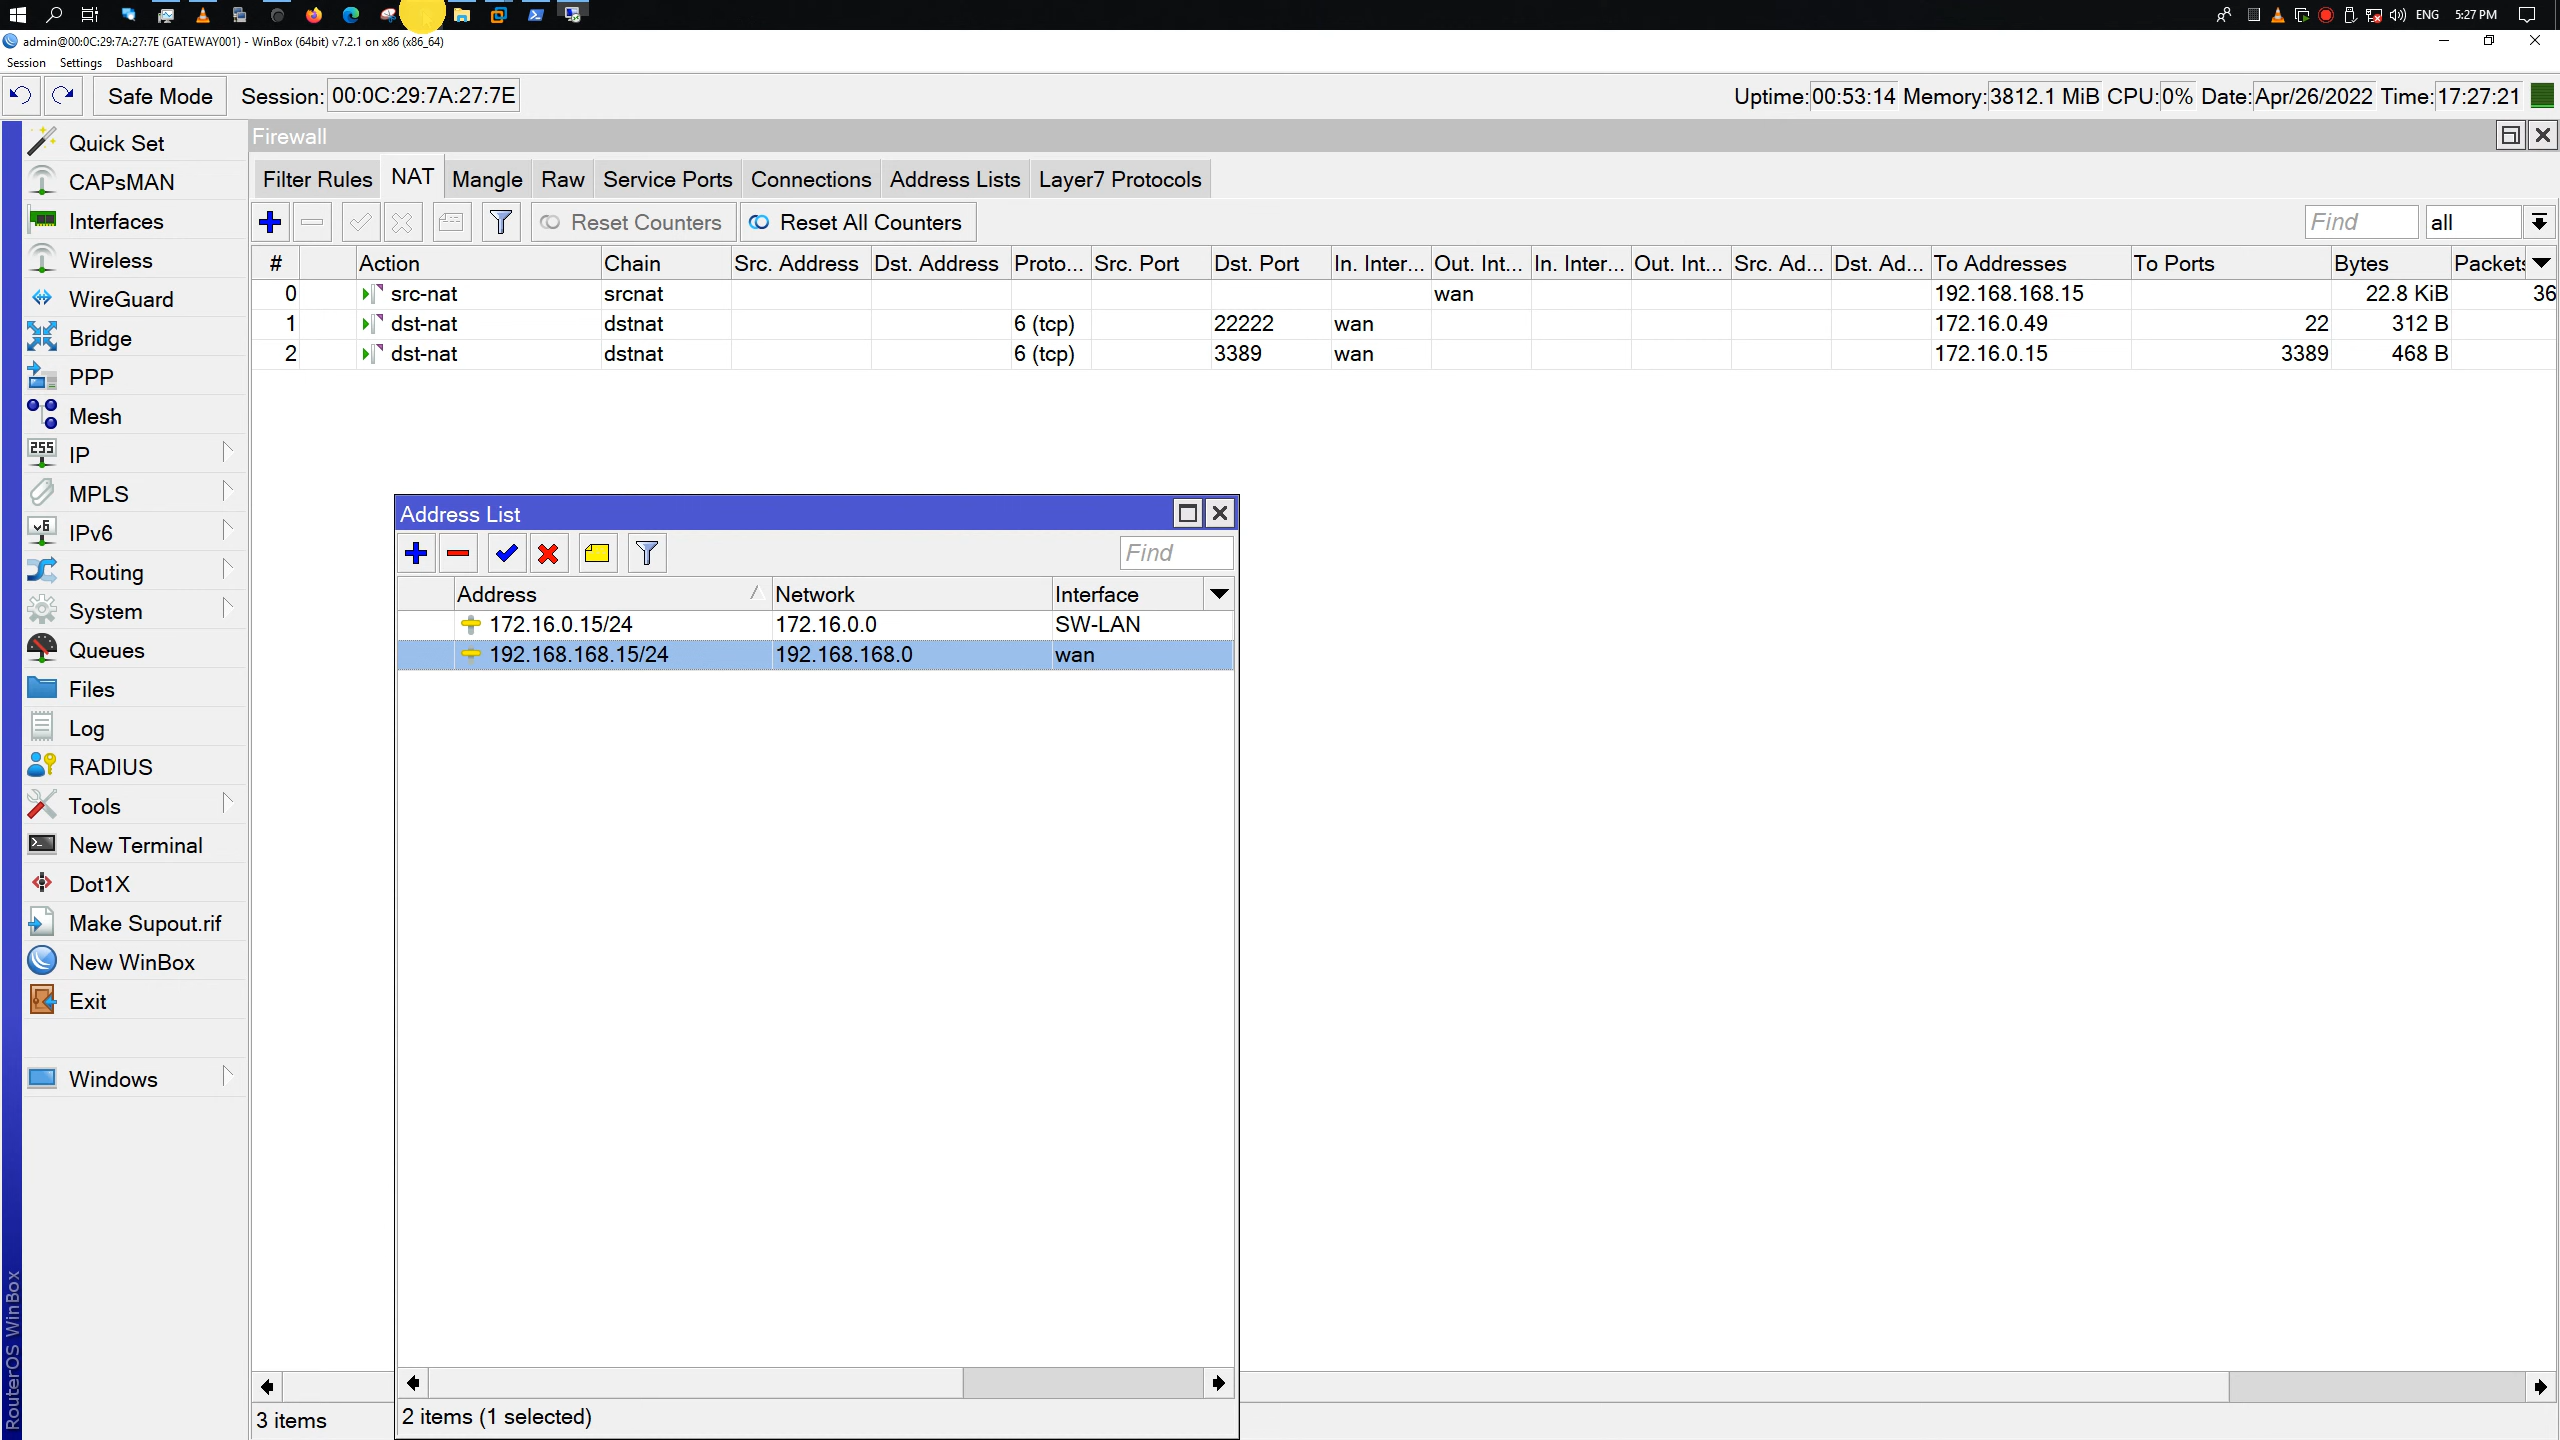 ENG 5:27 PM
admin@00:0C:29:7A:27:7E (GATEWAY001) - WinBox (64bit) v7.2.1 on x86 (x86_64)
Session Settings Dashboard
Safe Mode Session: 00:0C:29:7A:27:7E Uptime: 00:53:14 Memory: 3812.1 MiB CPU: 0% Date: Apr/26/2022 Time: 17:27:21
Quick Set
CAPsMAN
Interfaces
Wireless
WireGuard
Bridge
PPP
Mesh
255 IP
MPLS
v6 IPv6
Routing
System
Queues
Files
Log
RADIUS
Tools
New Terminal
Dot1X
Make Supout.rif
New WinBox
Exit
Windows
RouterOS WinBox
Firewall
Filter Rules NAT Mangle Raw Service Ports Connections Address Lists Layer7 Protocols
Reset Counters Reset All Counters Find all
# Action Chain Src. Address Dst. Address Proto... Src. Port Dst. Port In. Inter... Out. Int... In. Inter... Out. Int... Src. Ad... Dst. Ad... To Addresses To Ports Bytes Packets
0 src-nat srcnat wan 192.168.168.15 22.8 KiB 36
1 dst-nat dstnat 6 (tcp) 22222 wan 172.16.0.49 22 312 B
2 dst-nat dstnat 6 (tcp) 3389 wan 172.16.0.15 3389 468 B
Address List
Find
Address Network Interface
172.16.0.15/24 172.16.0.0 SW-LAN
192.168.168.15/24 192.168.168.0 wan
2 items (1 selected)
3 items